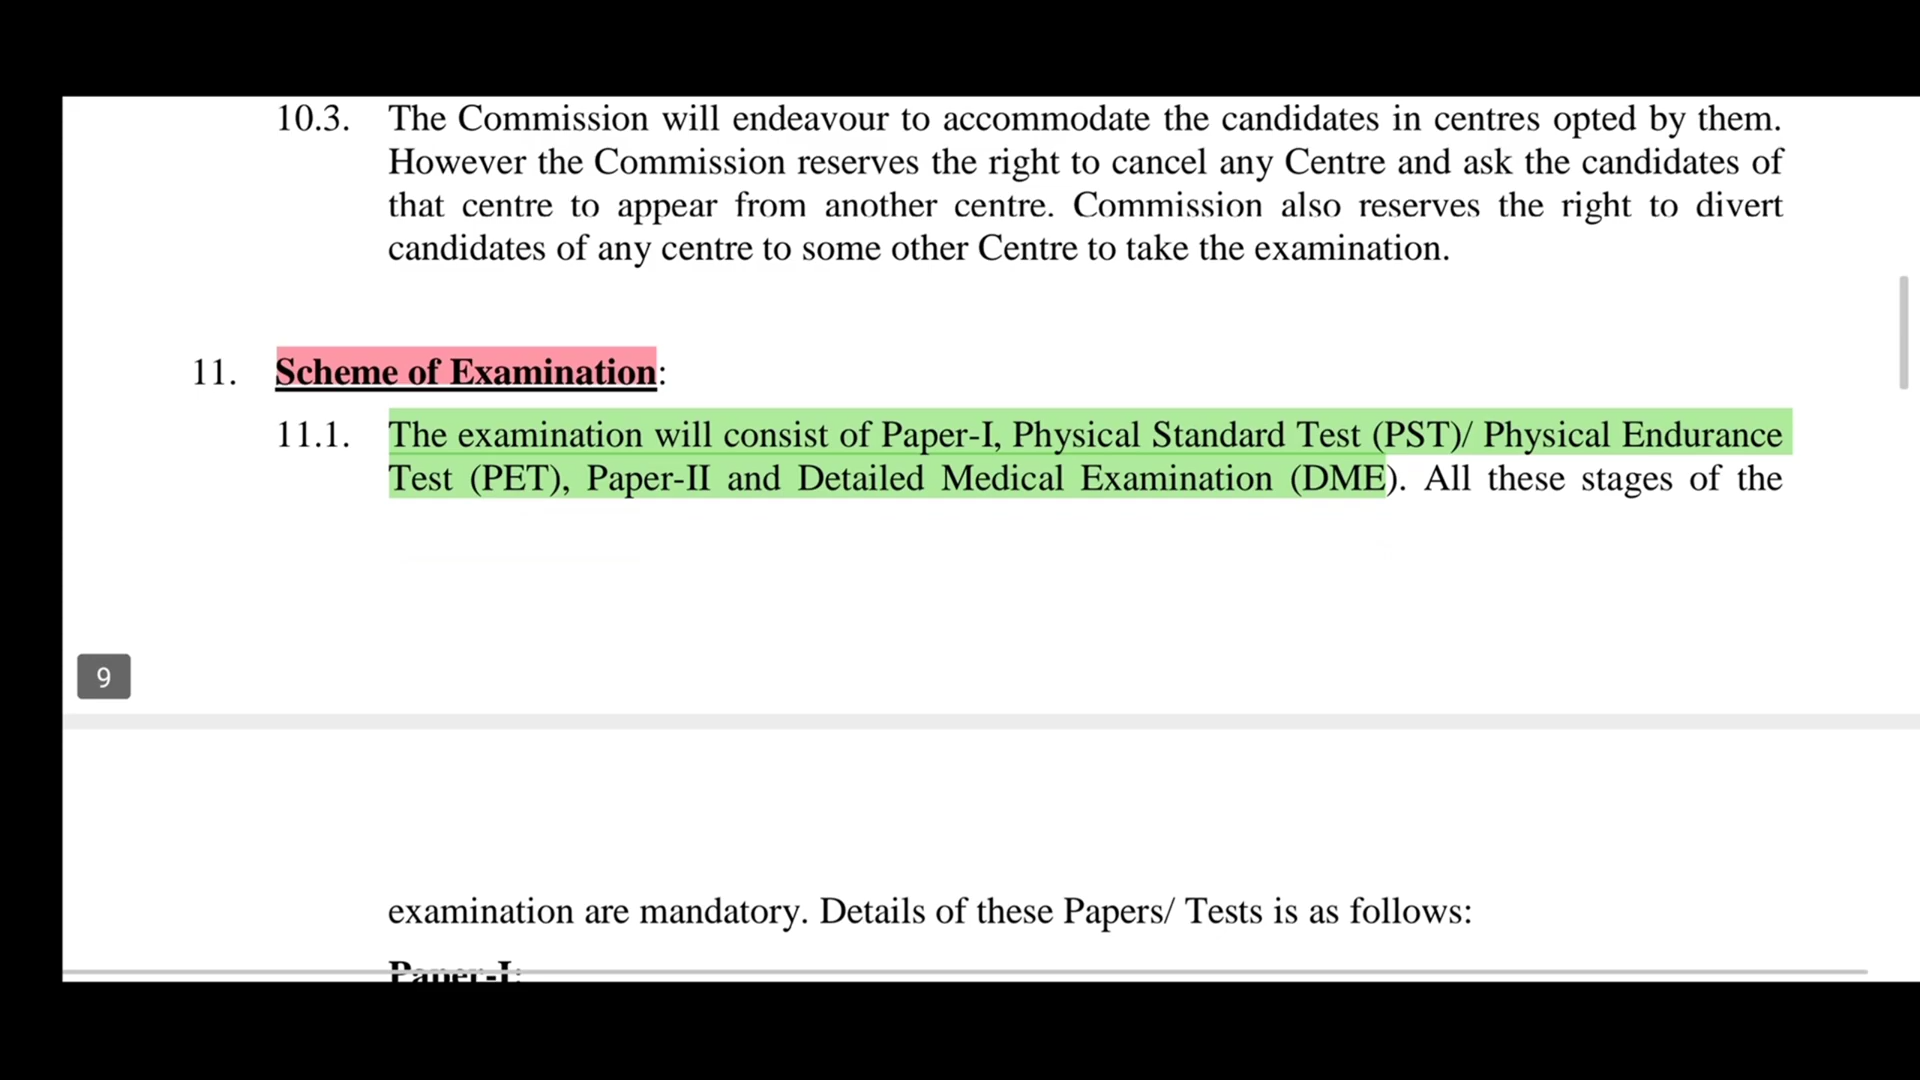 10.3. The Commission will endeavour to accommodate the candidates in centres opted by them.
However the Commission reserves the right to cancel any Centre and ask the candidates of
that centre to appear from another centre. Commission also reserves the right to divert
candidates of any centre to some other Centre to take the examination.
11. Scheme of Examination:
11.1. The examination will consist of Paper-I, Physical Standard Test (PST)/ Physical Endurance
Test (PET), Paper-II and Detailed Medical Examination (DME). All these stages of the
9
examination are mandatory. Details of these Papers/ Tests is as follows:
Paper-I: